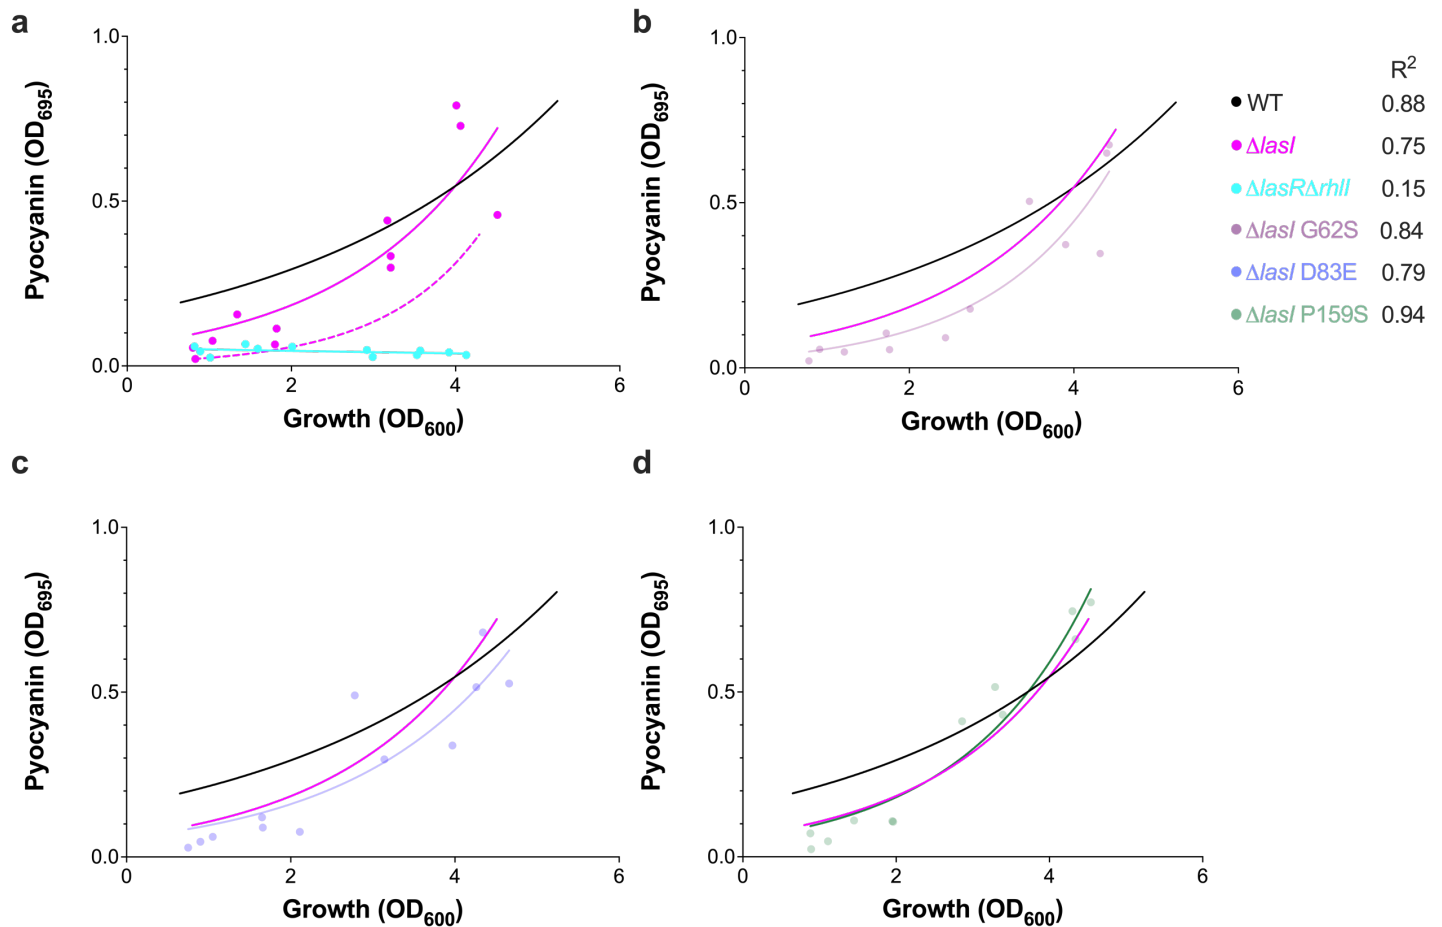 a
1.0
0.5
0.0
0
2
4
6
Pyocyanin (OD695)
Growth (OD600)
b
1.0
0.5
0.0
0
2
4
6
Pyocyanin (OD695)
Growth (OD600)
R2
WT 0.88
ΔlasI 0.75
ΔlasRΔrhlI 0.15
ΔlasI G62S 0.84
ΔlasI D83E 0.79
ΔlasI P159S 0.94
c
1.0
0.5
0.0
0
2
4
6
Pyocyanin (OD695)
Growth (OD600)
d
1.0
0.5
0.0
0
2
4
6
Pyocyanin (OD695)
Growth (OD600)